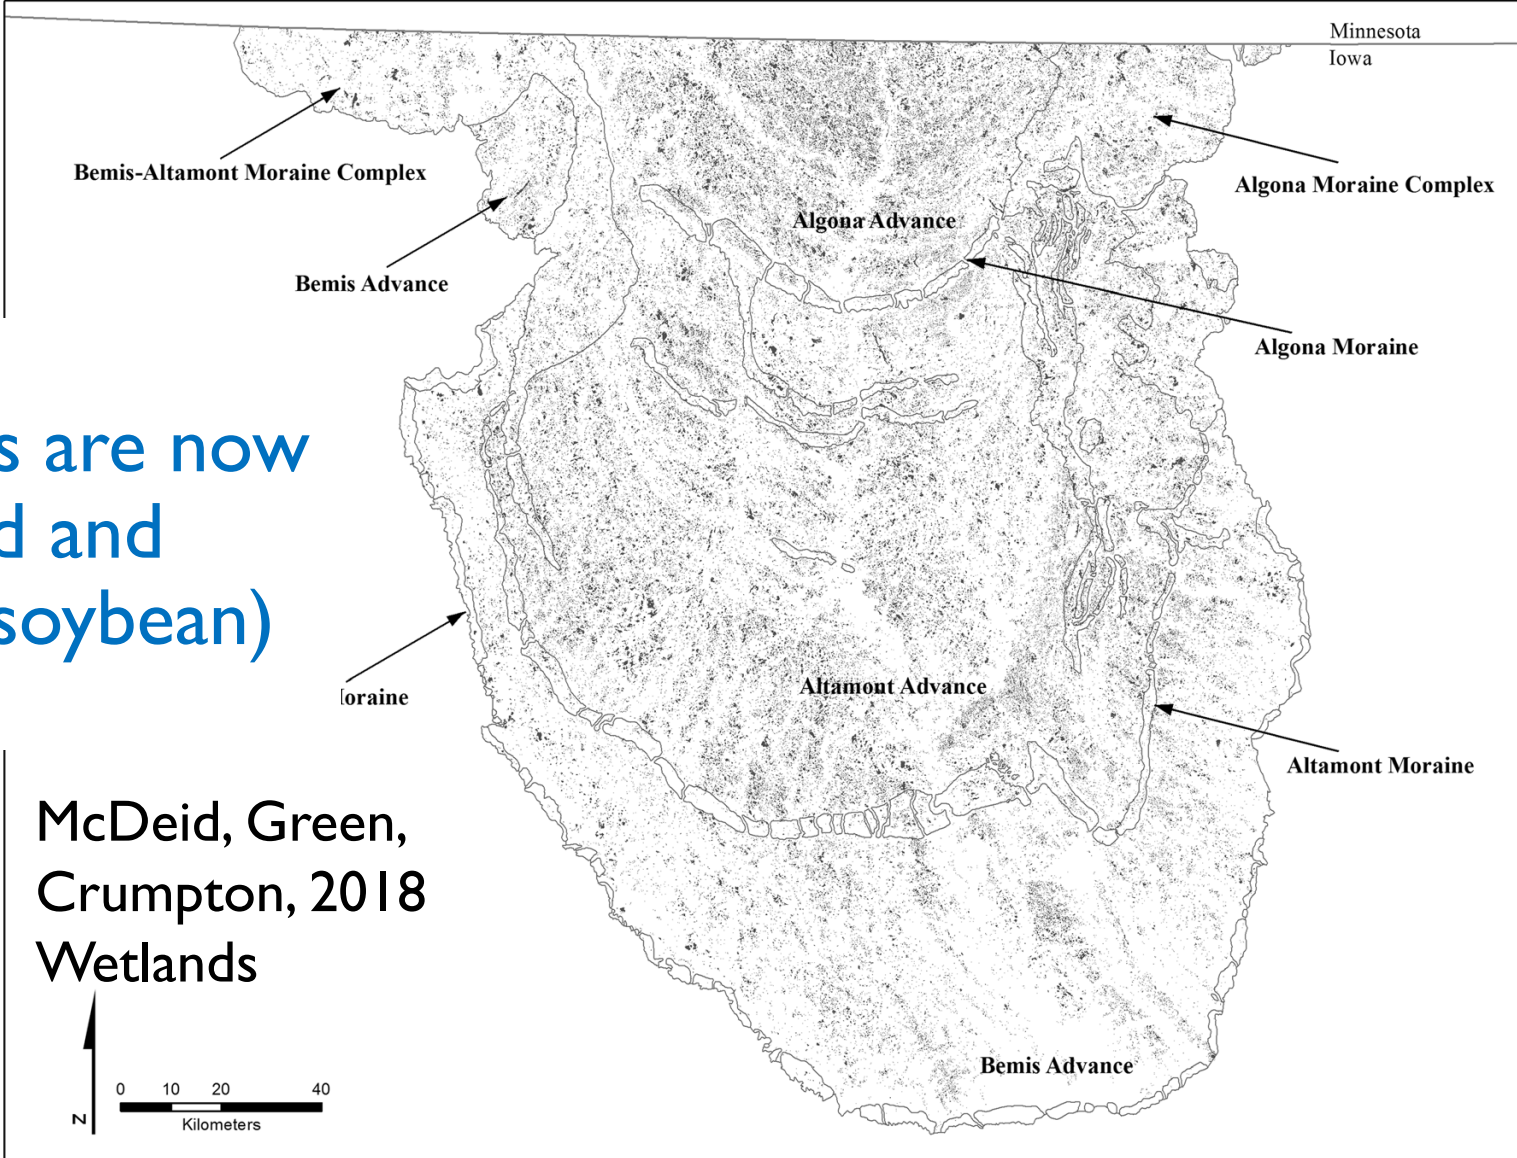 Minnesota
Iowa
Bemis-Altamont Moraine Complex
Algona Moraine Complex
Algona Advance
Bemis Advance
Algona Moraine
s are now
d and
soybean)
oraine
Altamont Advance
Altamont Moraine
McDeid, Green,
Crumpton, 2018
Wetlands
Bemis Advance
0 10 20 40
Kilometers
N